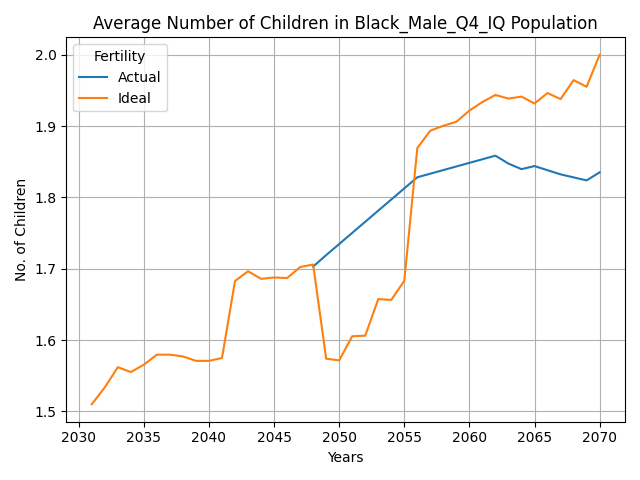 Average Number of Children in Black_Male_Q4_IQ Population
Fertility
Actual
Ideal
No. of Children
2.0
1.9
1.8
1.7
1.6
1.5
2030 2035 2040 2045 2050 2055 2060 2065 2070
Years